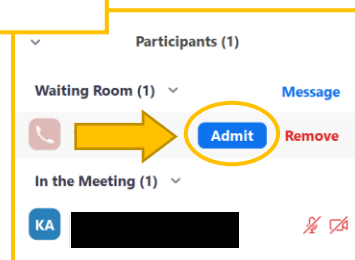 Participants (1)
Waiting Room (1) Message
Admit Remove
In the Meeting (1)
KA